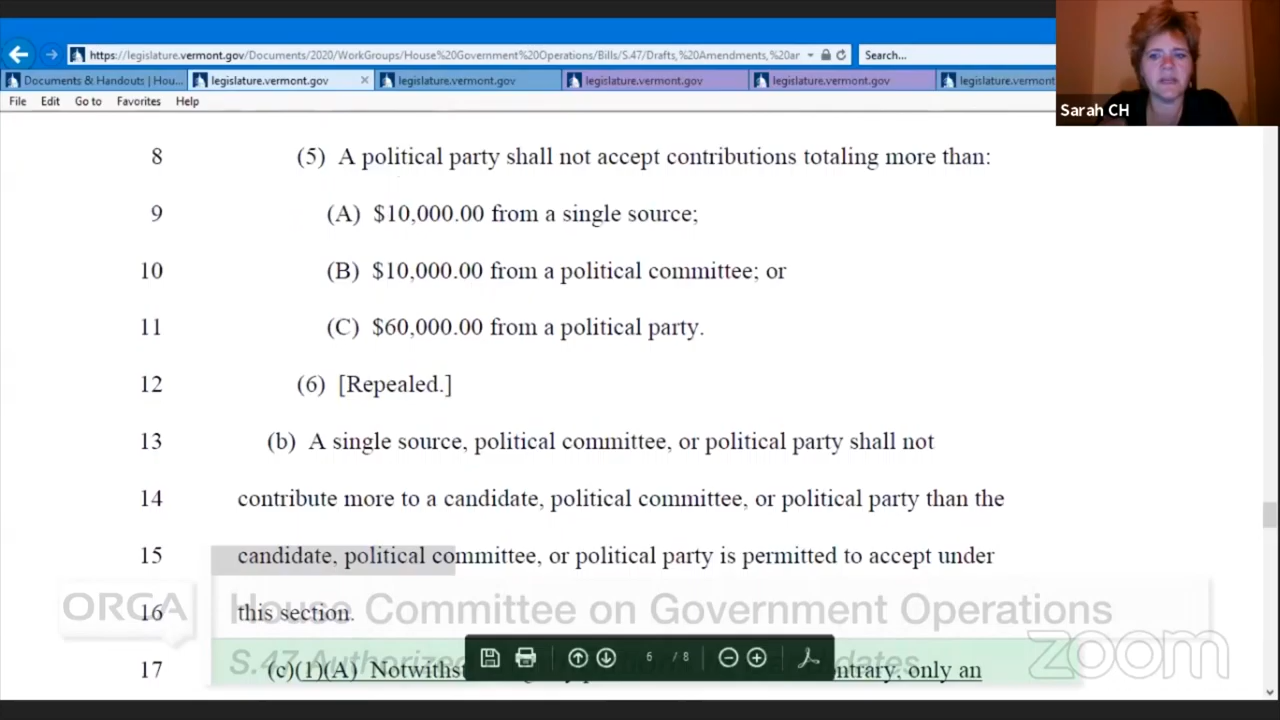 https://legislature.vermont.gov/Documents/2020/WorkGroups/House%20Government%20Operations/Bills/S.47/Drafts,%20Amendments,%20ar
Search...
Documents & Handouts | Hou...
legislature.vermont.gov
legislature.vermont.gov
legislature.vermont.gov
legislature.vermont.gov
legislature.vermont
File Edit Go to Favorites Help
Sarah CH
8 (5) A political party shall not accept contributions totaling more than:
9 (A) $10,000.00 from a single source;
10 (B) $10,000.00 from a political committee; or
11 (C) $60,000.00 from a political party.
12 (6) [Repealed.]
13 (b) A single source, political committee, or political party shall not
14 contribute more to a candidate, political committee, or political party than the
15 candidate, political committee, or political party is permitted to accept under
16 this section.
ORCA
House Committee on Government Operations
17 (c)(1)(A) Notwithst ntrary, only an
S.47 Authorize dates
6 / 8
zoom